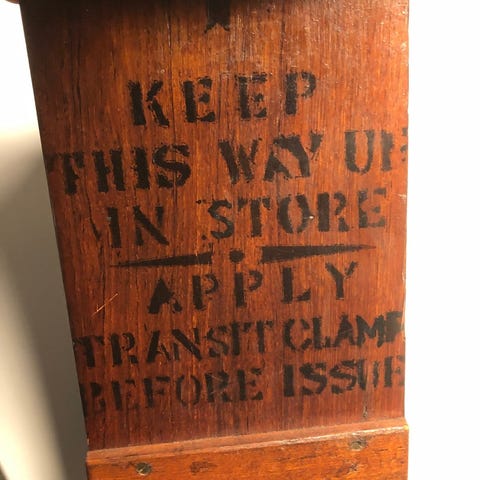 KEEP
THIS WAY UP
IN STORE
APPLY
TRANSIT CLAMP
BEFORE ISSUE